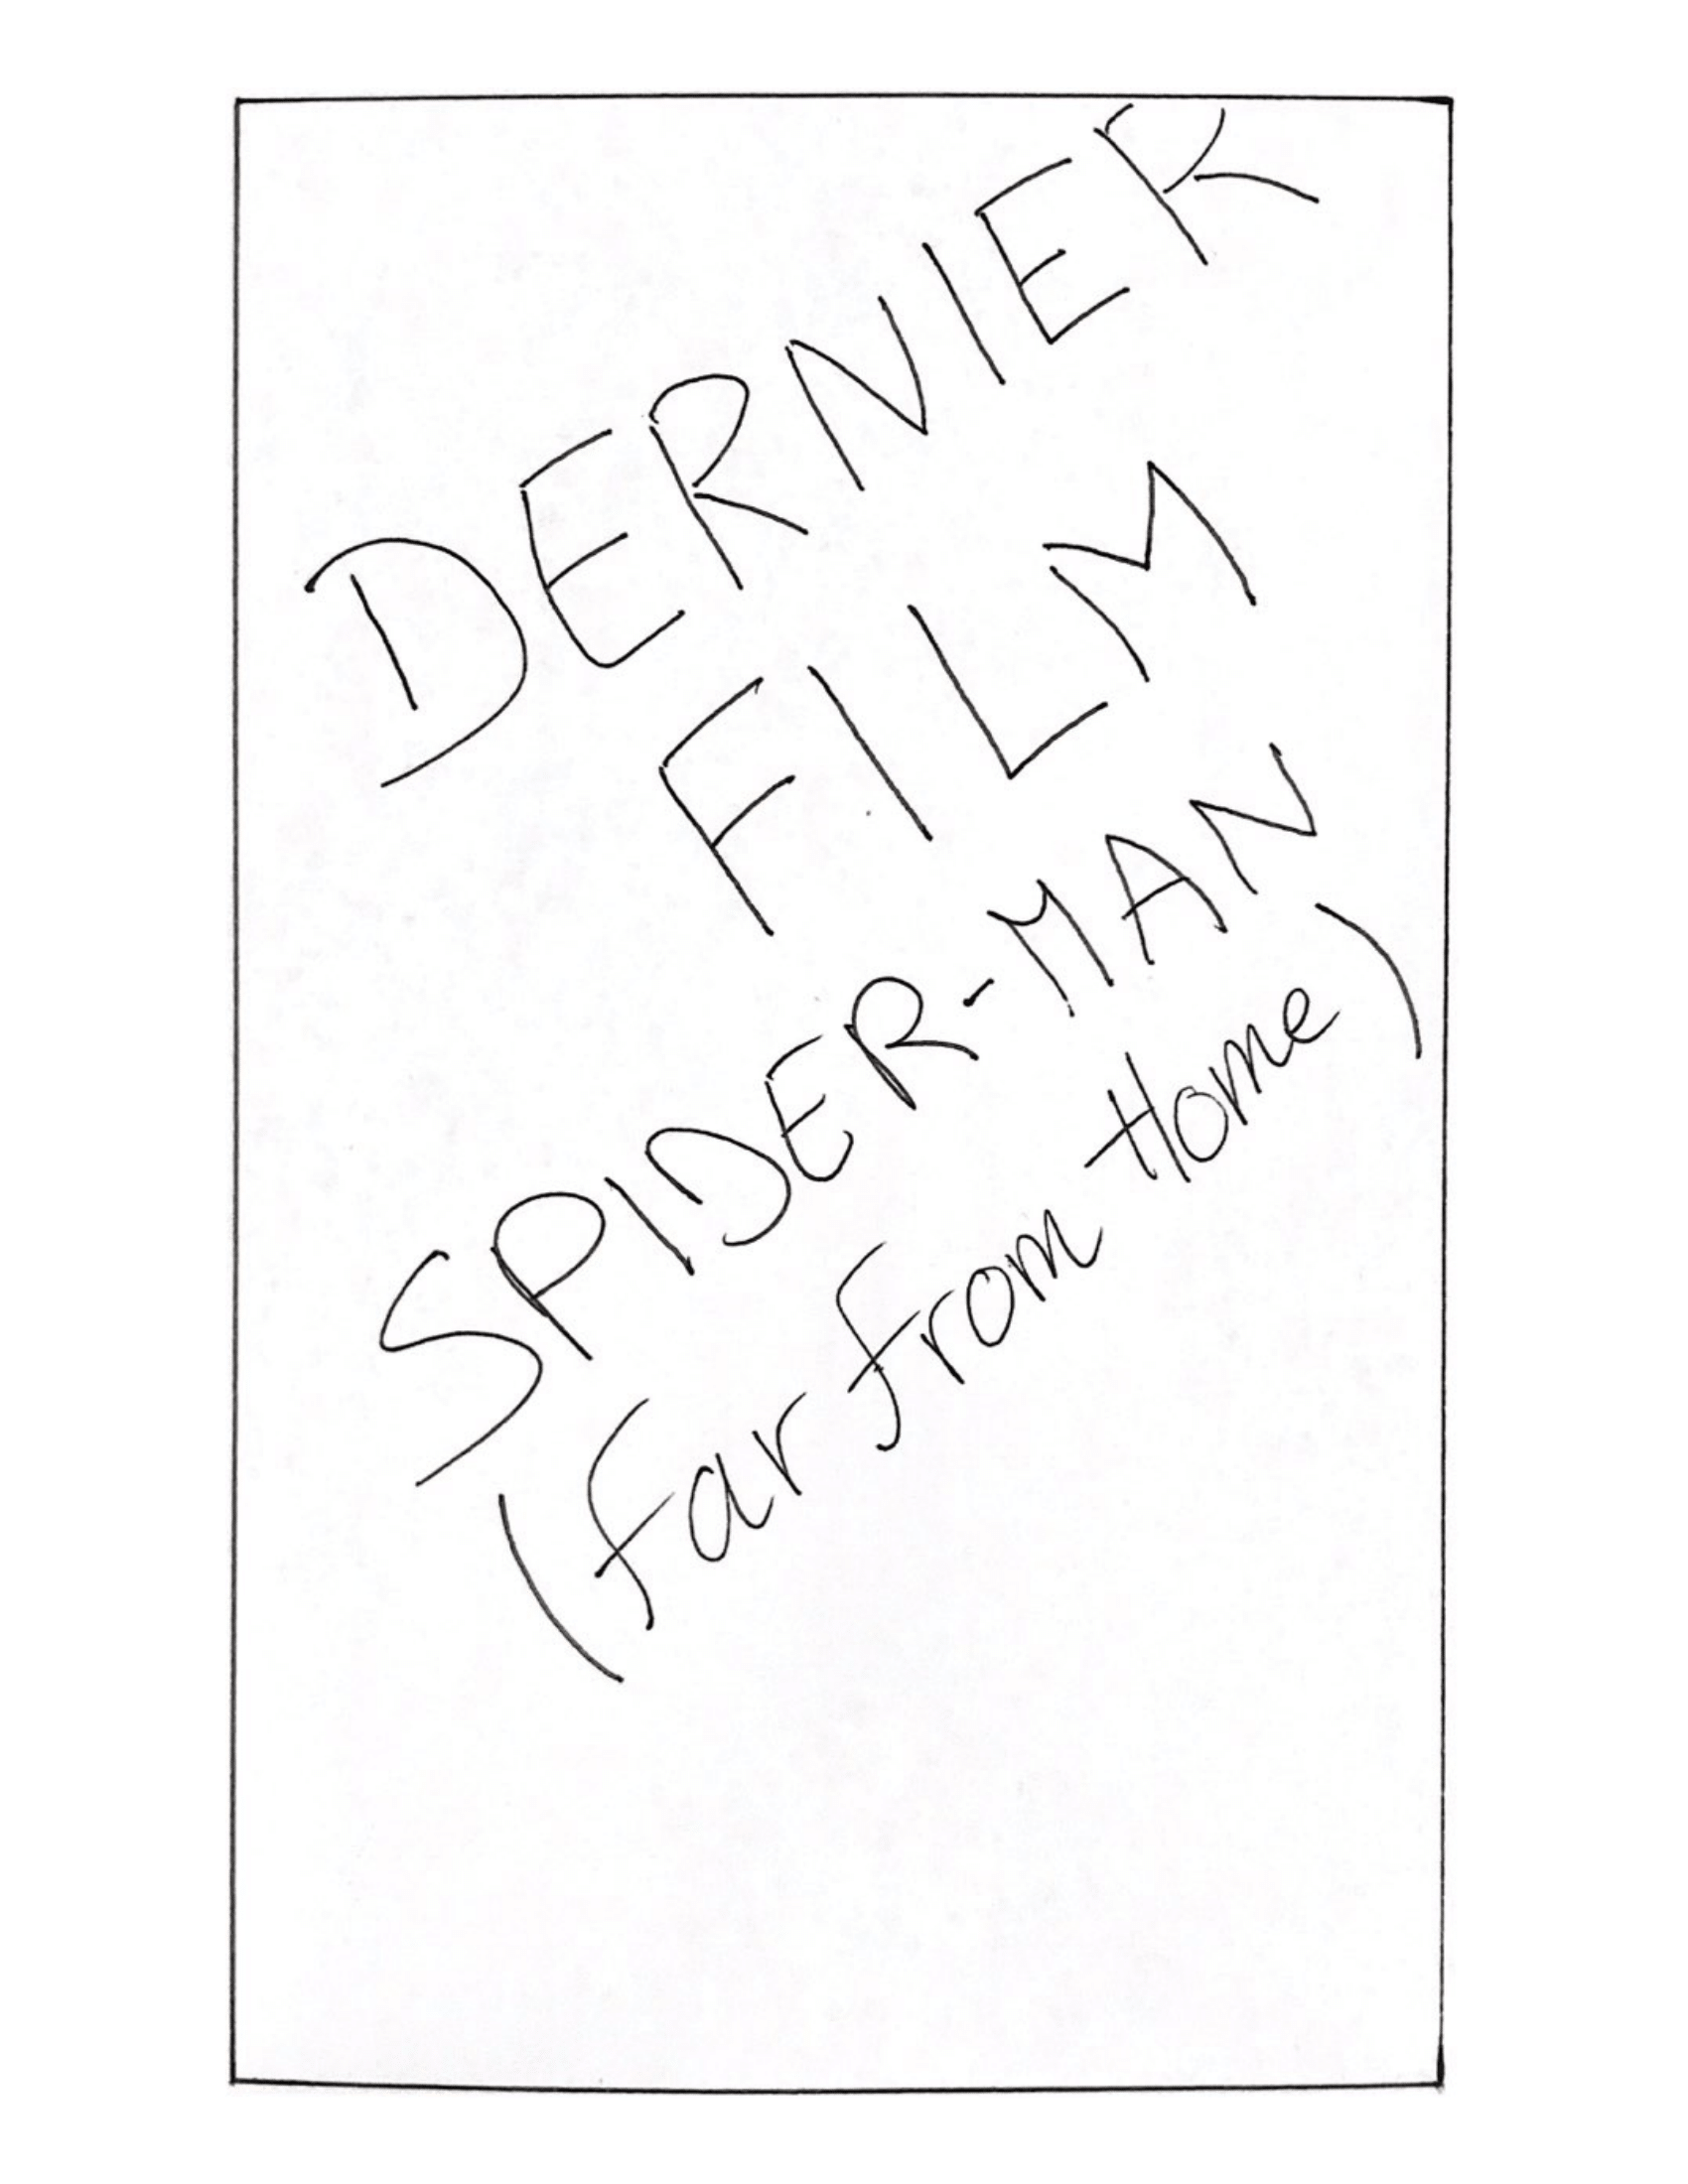 DERNIER
FILM
SPIDER-MAN
(Far from Home)